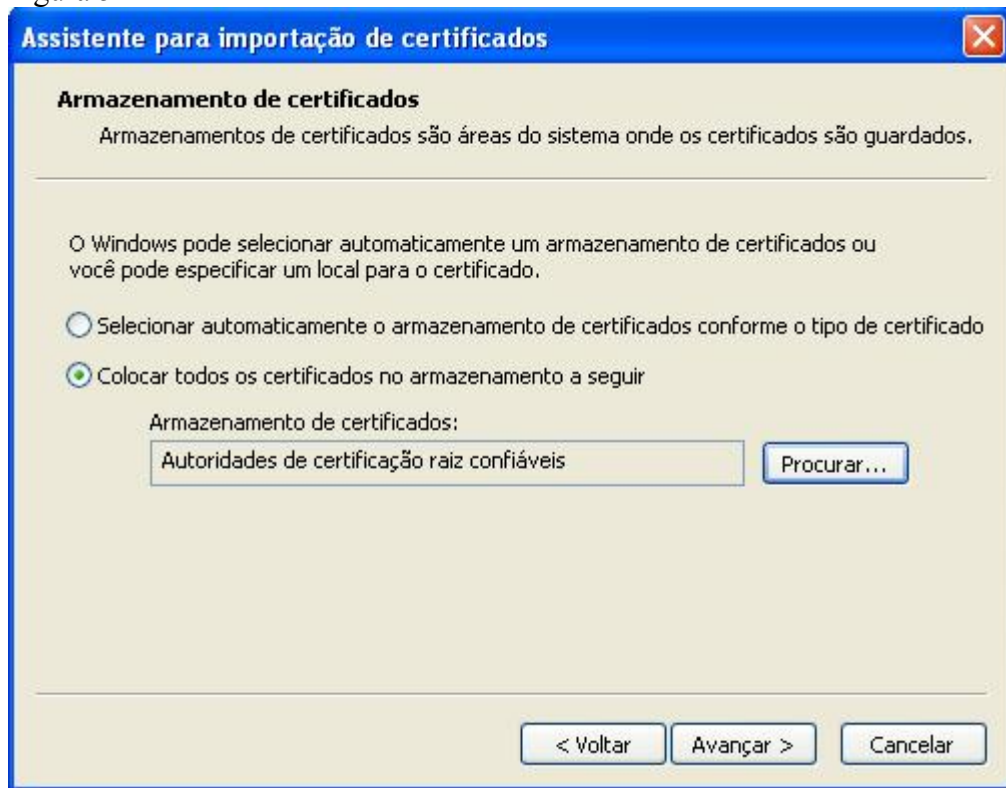 Assistente para importação de certificados
Armazenamento de certificados
Armazenamentos de certificados são áreas do sistema onde os certificados são guardados.
O Windows pode selecionar automaticamente um armazenamento de certificados ou
você pode especificar um local para o certificado.
Selecionar automaticamente o armazenamento de certificados conforme o tipo de certificado
Colocar todos os certificados no armazenamento a seguir
Armazenamento de certificados:
Autoridades de certificação raiz confiáveis
Procurar...
< Voltar
Avançar >
Cancelar